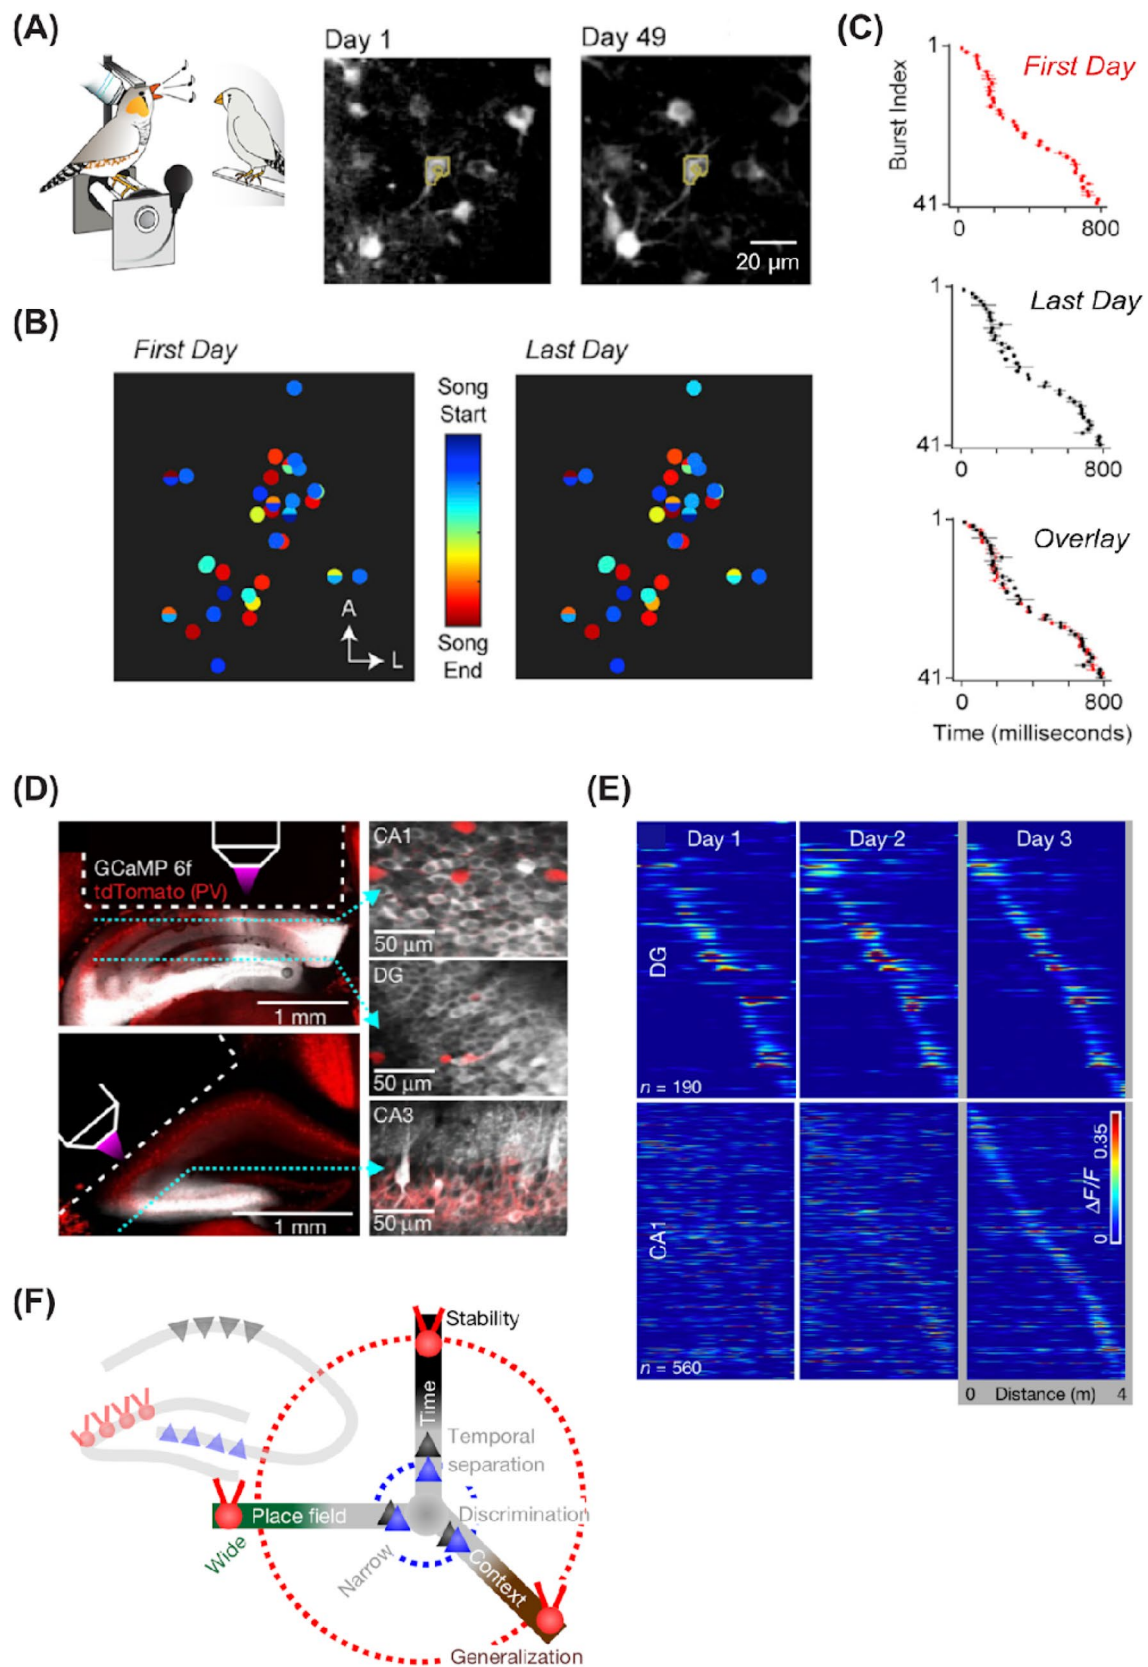 (A)
Day 1
Day 49
20 µm
(B)
First Day
Last Day
Song
Start
Song
End
A
L
(C)
First Day
Burst Index
1
41
0
800
Last Day
1
41
0
800
Overlay
1
41
0
800
Time (milliseconds)
(D)
GCaMP 6f
tdTomato (PV)
1 mm
1 mm
CA1
50 µm
DG
50 µm
CA3
50 µm
(E)
Day 1
Day 2
Day 3
DG
n = 190
CA1
n = 560
0
ΔF/F
0.35
0 Distance (m) 4
(F)
Stability
Time
Temporal
separation
Discrimination
Place field
Wide
Narrow
Context
Generalization